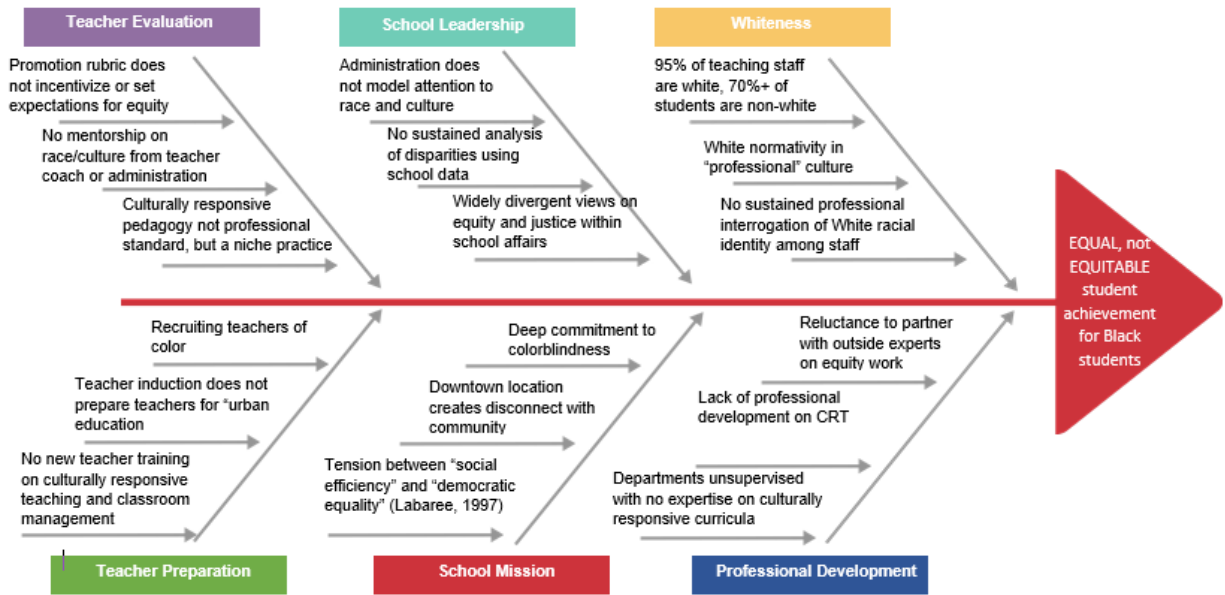 Teacher Evaluation
Promotion rubric does
not incentivize or set
expectations for equity
No mentorship on
race/culture from teacher
coach or administration
Culturally responsive
pedagogy not professional
standard, but a niche practice
School Leadership
Administration does
not model attention to
race and culture
No sustained analysis
of disparities using
school data
Widely divergent views on
equity and justice within
school affairs
Whiteness
95% of teaching staff
are white, 70%+ of
students are non-white
White normativity in
“professional” culture
No sustained professional
interrogation of White racial
identity among staff
EQUAL, not
EQUITABLE
student
achievement
for Black
students
Recruiting teachers of
color
Teacher induction does not
prepare teachers for “urban
education
No new teacher training
on culturally responsive
teaching and classroom
management
Teacher Preparation
Deep commitment to
colorblindness
Downtown location
creates disconnect with
community
Tension between “social
efficiency” and “democratic
equality” (Labaree, 1997)
School Mission
Reluctance to partner
with outside experts
on equity work
Lack of professional
development on CRT
Departments unsupervised
with no expertise on culturally
responsive curricula
Professional Development